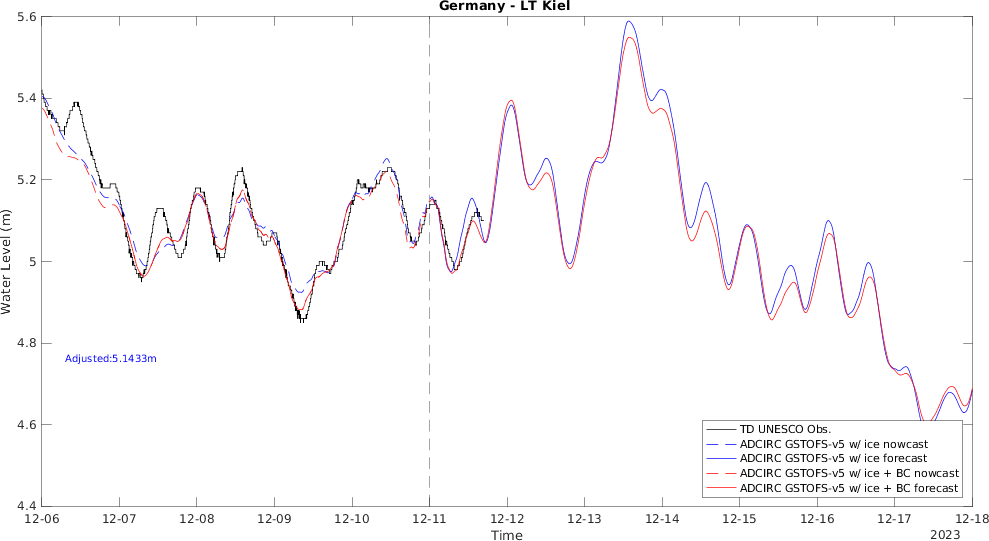 Germany - LT Kiel
Water Level (m)
5.6
5.4
5.2
5
4.8
4.6
4.4
Adjusted:5.1433m
TD UNESCO Obs.
ADCIRC GSTOFS-v5 w/ ice nowcast
ADCIRC GSTOFS-v5 w/ ice forecast
ADCIRC GSTOFS-v5 w/ ice + BC nowcast
ADCIRC GSTOFS-v5 w/ ice + BC forecast
12-06 12-07 12-08 12-09 12-10 12-11 12-12 12-13 12-14 12-15 12-16 12-17 12-18
Time
2023